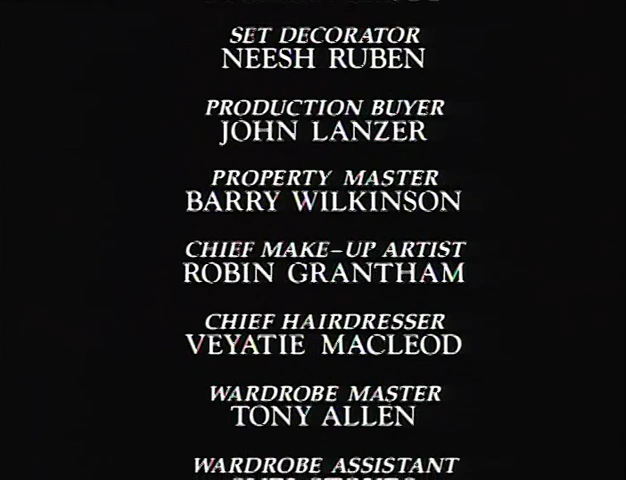 SET DECORATOR
NEESH RUBEN
PRODUCTION BUYER
JOHN LANZER
PROPERTY MASTER
BARRY WILKINSON
CHIEF MAKE-UP ARTIST
ROBIN GRANTHAM
CHIEF HAIRDRESSER
VEYATIE MACLEOD
WARDROBE MASTER
TONY ALLEN
WARDROBE ASSISTANT